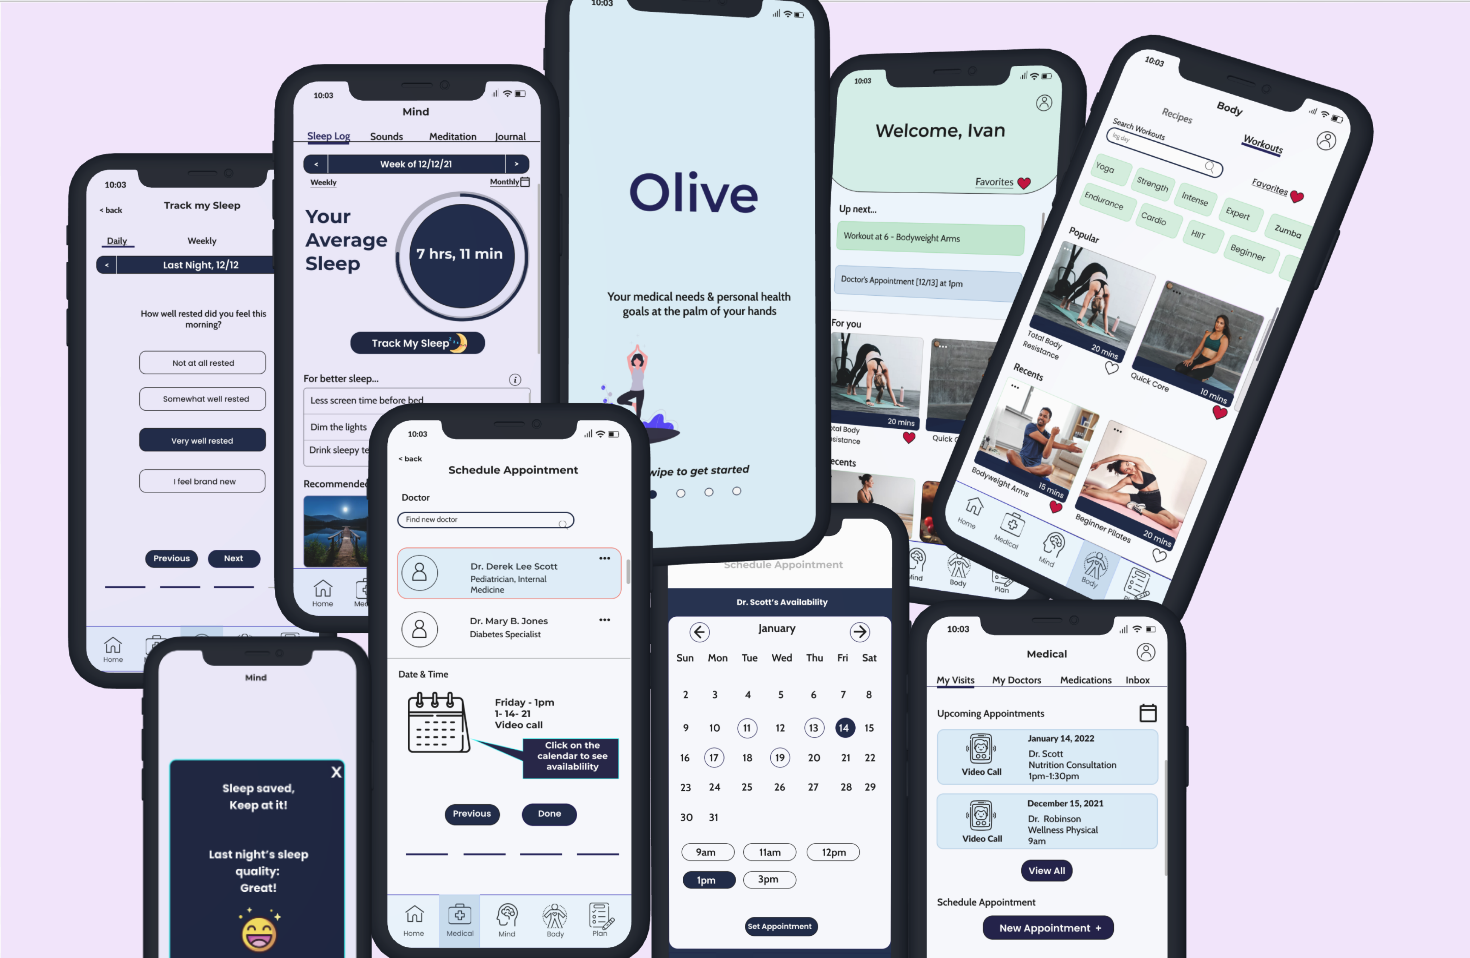 10:03
< back
Track my Sleep
Daily
Weekly
<
Last Night, 12/12
How well rested did you feel this
morning?
Not at all rested
Somewhat well rested
Very well rested
I feel brand new
Previous
Next
Home
10:03
Mind
Sleep Log
Sounds
Meditation
Journal
<
Week of 12/12/21
>
Weekly
Monthly
Your
Average
Sleep
7 hrs, 11 min
Track My Sleep
For better sleep...
i
Less screen time before bed
Dim the lights
Drink sleepy te
Recommended
Home
Med
10:03
Olive
Your medical needs & personal health
goals at the palm of your hands
wipe to get started
10:03
Welcome, Ivan
Favorites
Up next...
Workout at 6 - Bodyweight Arms
Doctor's Appointment [12/13] at 1pm
For you
20 mins
otal Body
esistance
Quick C
ecents
Mind
Body
Plan
10:03
Body
Recipes
Workouts
Search Workouts
leg day
Favorites
Yoga
Strength
Intense
Expert
Zumba
Endurance
Cardio
HIIT
Beginner
Popular
20 mins
Total Body
Resistance
10 mins
Quick Core
Recents
15 mins
Bodyweight Arms
20 mins
Beginner Pilates
Home
Medical
Mind
Body
Plan
Mind
X
Sleep saved,
Keep at it!
Last night's sleep
quality:
Great!
10:03
< back
Schedule Appointment
Doctor
Find new doctor
Dr. Derek Lee Scott
Pediatrician, Internal
Medicine
Dr. Mary B. Jones
Diabetes Specialist
Date & Time
Friday - 1pm
1- 14- 21
Video call
Click on the
calendar to see
availablility
Previous
Done
Home
Medical
Mind
Body
Plan
Schedule Appointment
Dr. Scott's Availability
January
Sun Mon Tue Wed Thu Fri Sat
2 3 4 5 6 7 8
9 10 11 12 13 14 15
16 17 18 19 20 21 22
23 24 25 26 27 28 29
30 31
9am
11am
12pm
1pm
3pm
Set Appointment
10:03
Medical
My Visits
My Doctors
Medications
Inbox
Upcoming Appointments
January 14, 2022
Dr. Scott
Nutrition Consultation
1pm-1:30pm
Video Call
December 15, 2021
Dr. Robinson
Wellness Physical
9am
Video Call
View All
Schedule Appointment
New Appointment +